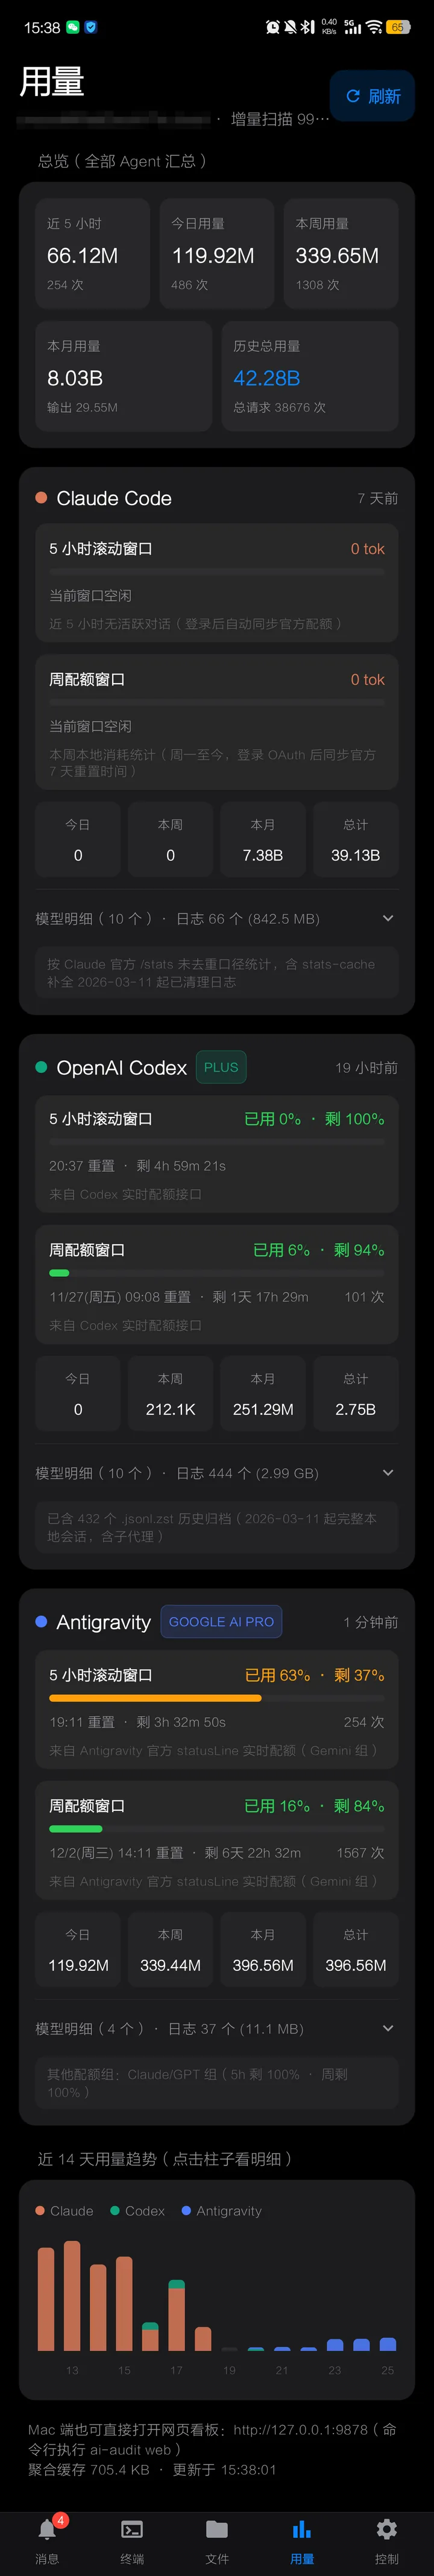 15:38
0.40
KB/s
5G
65
用量
刷新
· 增量扫描 99…
总览（全部 Agent 汇总）
近 5 小时
66.12M
254 次
今日用量
119.92M
486 次
本周用量
339.65M
1308 次
本月用量
8.03B
输出 29.55M
历史总用量
42.28B
总请求 38676 次
Claude Code
7 天前
5 小时滚动窗口
0 tok
当前窗口空闲
近 5 小时无活跃对话（登录后自动同步官方配额）
周配额窗口
0 tok
当前窗口空闲
本周本地消耗统计（周一至今，登录 OAuth 后同步官方
7 天重置时间）
今日
本周
本月
总计
0
0
7.38B
39.13B
模型明细（10 个）· 日志 66 个 (842.5 MB)
按 Claude 官方 /stats 未去重口径统计，含 stats-cache
补全 2026-03-11 起已清理日志
OpenAI Codex
PLUS
19 小时前
5 小时滚动窗口
已用 0% · 剩 100%
20:37 重置 · 剩 4h 59m 21s
来自 Codex 实时配额接口
周配额窗口
已用 6% · 剩 94%
11/27(周五) 09:08 重置 · 剩 1天 17h 29m
101 次
来自 Codex 实时配额接口
今日
本周
本月
总计
0
212.1K
251.29M
2.75B
模型明细（10 个）· 日志 444 个 (2.99 GB)
已含 432 个 .jsonl.zst 历史归档（2026-03-11 起完整本
地会话，含子代理）
Antigravity
GOOGLE AI PRO
1 分钟前
5 小时滚动窗口
已用 63% · 剩 37%
19:11 重置 · 剩 3h 32m 50s
254 次
来自 Antigravity 官方 statusLine 实时配额（Gemini 组）
周配额窗口
已用 16% · 剩 84%
12/2(周三) 14:11 重置 · 剩 6天 22h 32m
1567 次
来自 Antigravity 官方 statusLine 实时配额（Gemini 组）
今日
本周
本月
总计
119.92M
339.44M
396.56M
396.56M
模型明细（4 个）· 日志 37 个 (11.1 MB)
其他配额组：Claude/GPT 组（5h 剩 100% · 周剩
100%）
近 14 天用量趋势（点击柱子看明细）
Claude
Codex
Antigravity
13
15
17
19
21
23
25
Mac 端也可直接打开网页看板：http://127.0.0.1:9878（命
令行执行 ai-audit web）
聚合缓存 705.4 KB · 更新于 15:38:01
4
消息
终端
文件
用量
控制